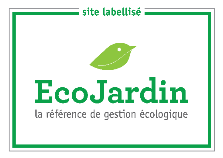 site labellisé
EcoJardin
la référence de gestion écologique